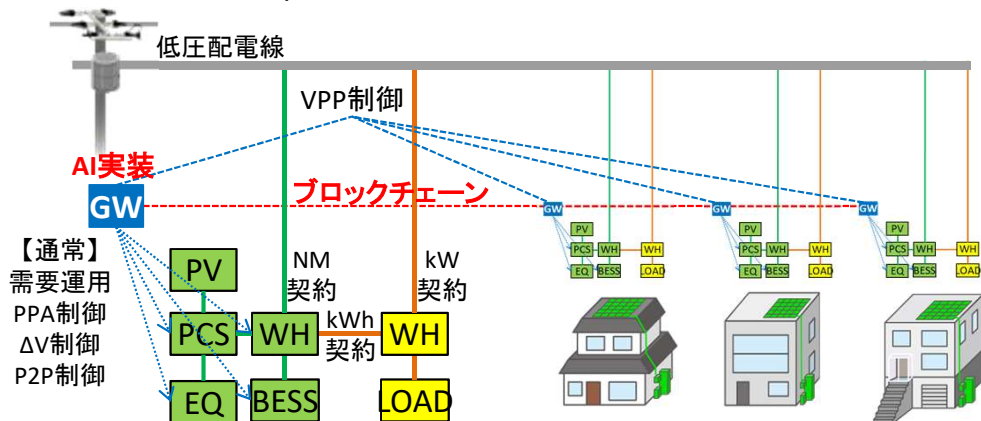 低圧配電線
VPP制御
AI実装
ブロックチェーン
GW
【通常】
需要運用
PPA制御
ΔV制御
P2P制御
PV
PCS
EQ
NM
契約
WH
BESS
kWh
契約
kW
契約
WH
LOAD
GW
PV
PCS
WH
WH
EQ
BESS
LOAD
GW
PV
PCS
WH
WH
EQ
BESS
LOAD
GW
PV
PCS
WH
WH
EQ
BESS
LOAD